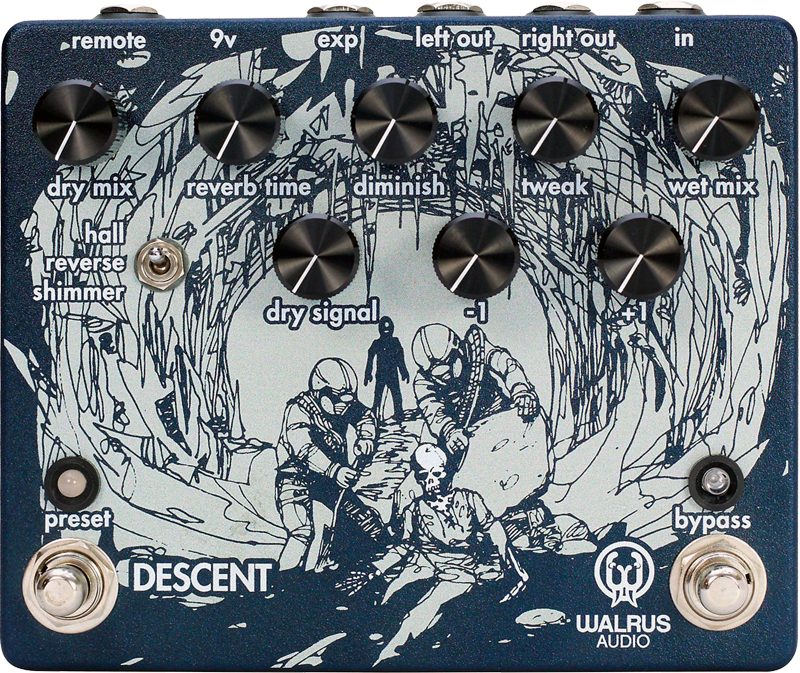 remote 9v exp left out right out in
dry mix reverb time diminish tweak wet mix
hall
reverse
shimmer
dry signal -1 +1
preset bypass
DESCENT
WALRUS
AUDIO